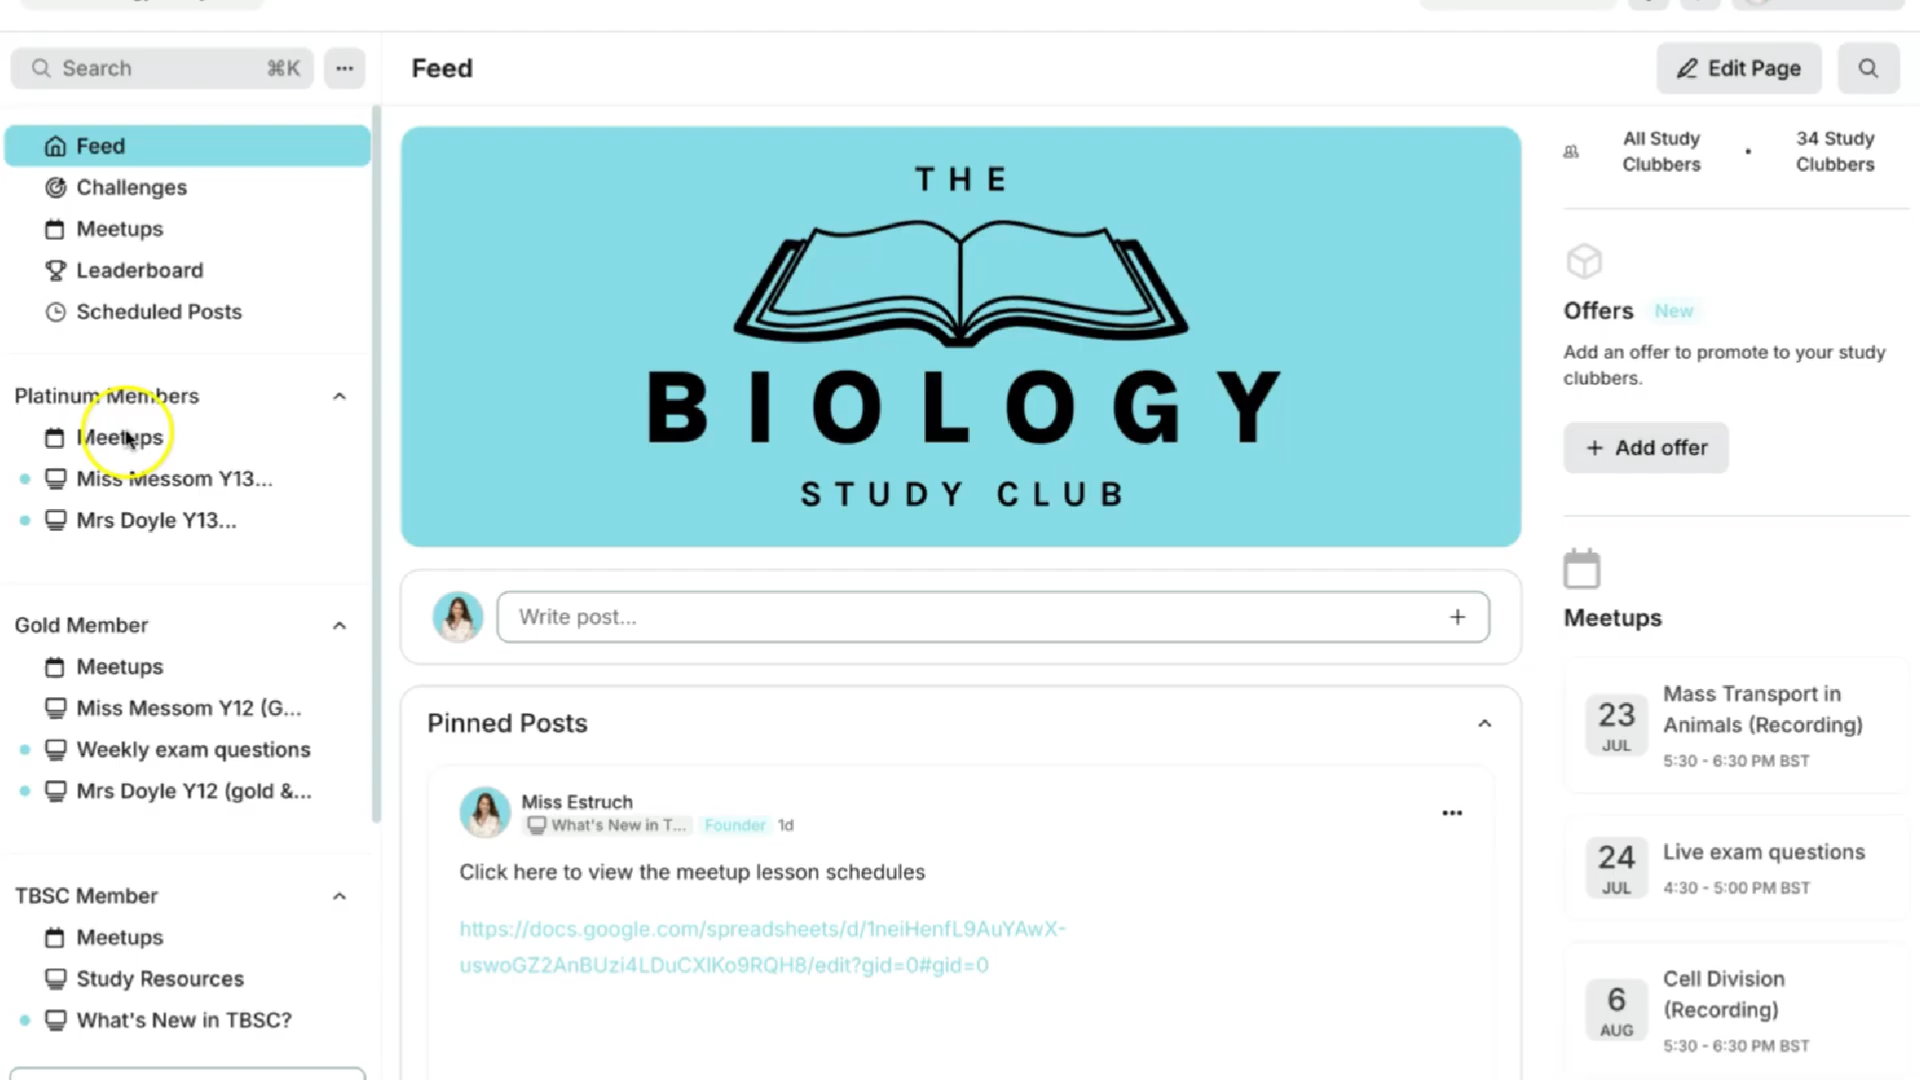 Search ⌘K ...
Feed
Edit Page
Feed
Challenges
Meetups
Leaderboard
Scheduled Posts
Platinum Members
Meetups
Miss Messom Y13...
Mrs Doyle Y13...
Gold Member
Meetups
Miss Messom Y12 (G...
Weekly exam questions
Mrs Doyle Y12 (gold &...
TBSC Member
Meetups
Study Resources
What's New in TBSC?
THE
BIOLOGY
STUDY CLUB
Write post...
Pinned Posts
Miss Estruch
What's New in T... Founder 1d
Click here to view the meetup lesson schedules
https://docs.google.com/spreadsheets/d/1neiHenfL9AuYAwX-
uswoGZ2AnBUzi4LDuCXIKo9RQH8/edit?gid=0#gid=0
All Study
Clubbers
•
34 Study
Clubbers
Offers New
Add an offer to promote to your study
clubbers.
+ Add offer
Meetups
23
JUL
Mass Transport in
Animals (Recording)
5:30 - 6:30 PM BST
24
JUL
Live exam questions
4:30 - 5:00 PM BST
6
AUG
Cell Division
(Recording)
5:30 - 6:30 PM BST